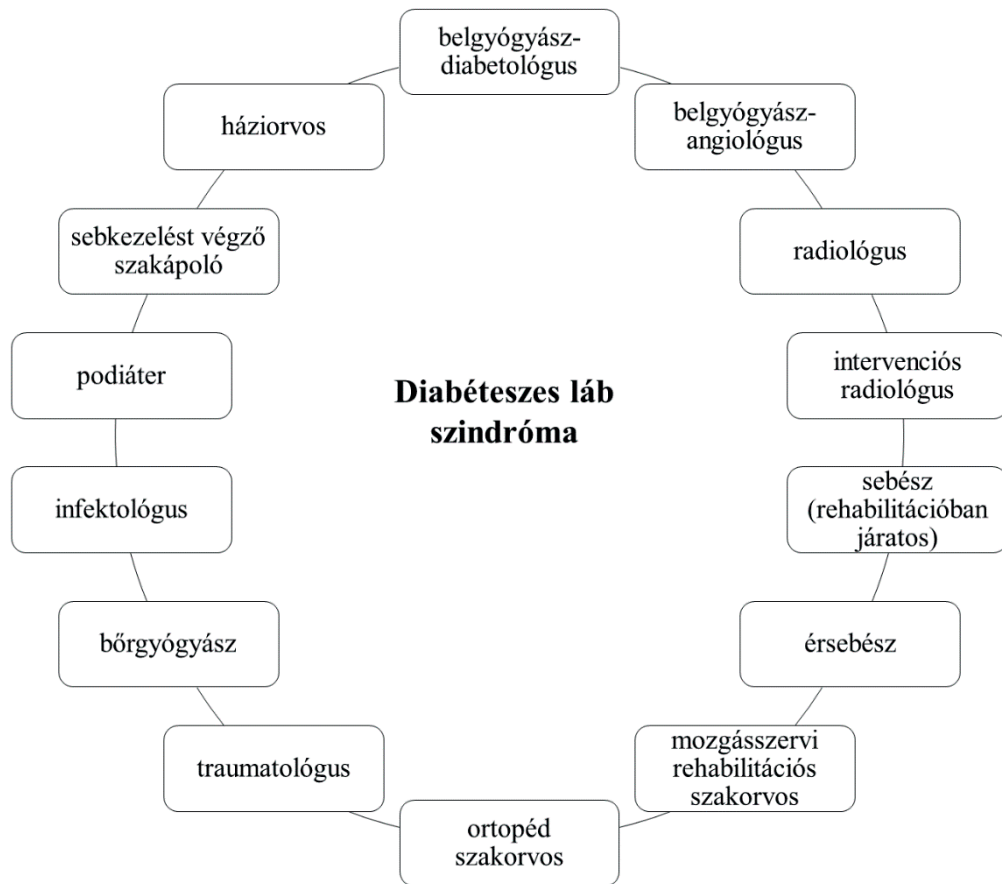 belgyógyász-
diabetológus
belgyógyász-
angiológus
radiológus
intervenciós
radiológus
sebész
(rehabilitációban
járatos)
érsebész
mozgásszervi
rehabilitációs
szakorvos
ortopéd
szakorvos
traumatológus
bőrgyógyász
infektológus
podiáter
sebkezelést végző
szakápoló
háziorvos
Diabéteszes láb
szindróma